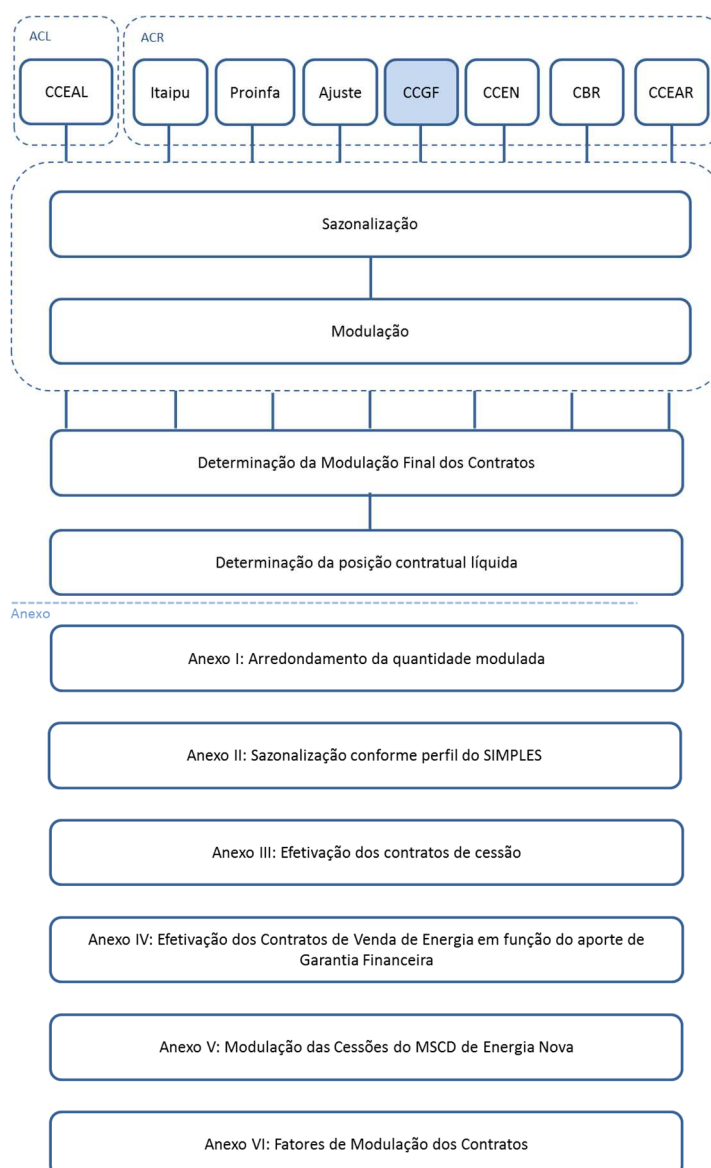 ACL
ACR
CCEAL
Itaipu
Proinfa
Ajuste
CCGF
CCEN
CBR
CCEAR
Sazonalização
Modulação
Determinação da Modulação Final dos Contratos
Determinação da posição contratual líquida
Anexo
Anexo I: Arredondamento da quantidade modulada
Anexo II: Sazonalização conforme perfil do SIMPLES
Anexo III: Efetivação dos contratos de cessão
Anexo IV: Efetivação dos Contratos de Venda de Energia em função do aporte de
Garantia Financeira
Anexo V: Modulação das Cessões do MSCD de Energia Nova
Anexo VI: Fatores de Modulação dos Contratos